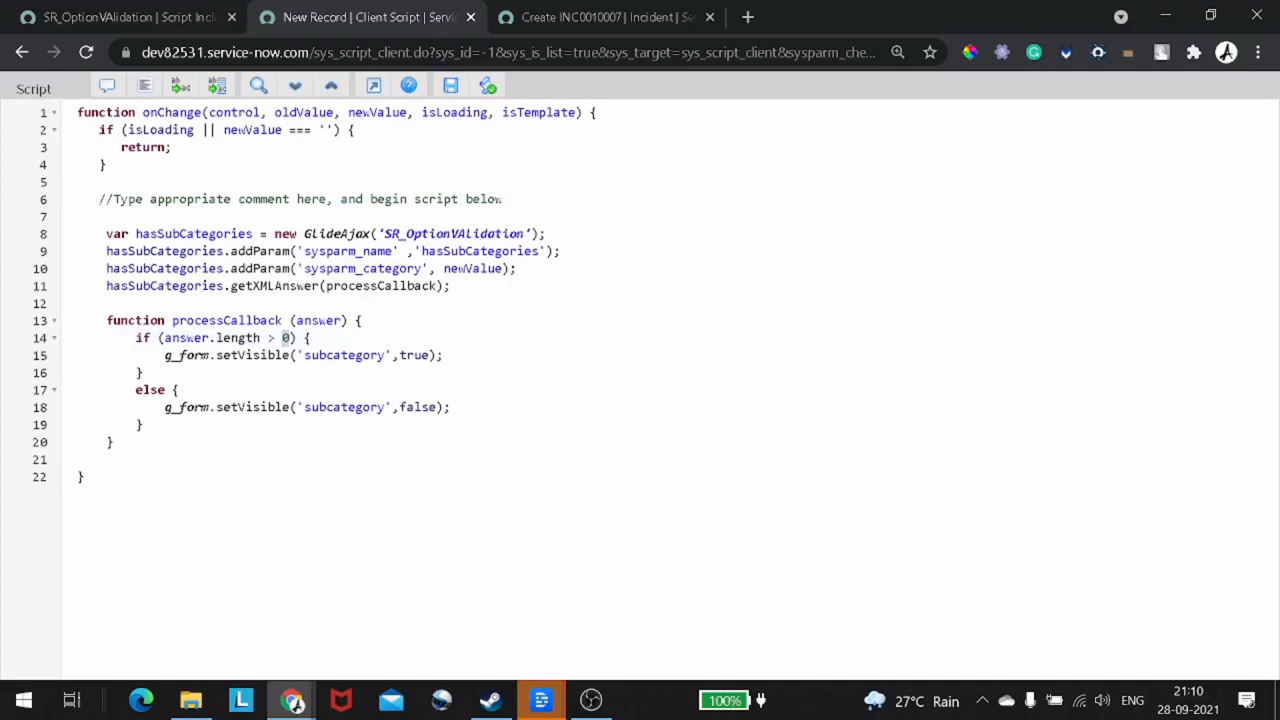 SR_OptionVAlidation | Script Incl
New Record | Client Script | Servic
Create INC0010007 | Incident | Ser
dev82531.service-now.com/sys_script_client.do?sys_id=-1&sys_is_list=true&sys_target=sys_script_client&sysparm_che...
Script
1 function onChange(control, oldValue, newValue, isLoading, isTemplate) {
2 if (isLoading || newValue === '') {
3 return;
4 }
5
6 //Type appropriate comment here, and begin script below
7
8 var hasSubCategories = new GlideAjax('SR_OptionVAlidation');
9 hasSubCategories.addParam('sysparm_name' ,'hasSubCategories');
10 hasSubCategories.addParam('sysparm_category', newValue);
11 hasSubCategories.getXMLAnswer(processCallback);
12
13 function processCallback (answer) {
14 if (answer.length > 0) {
15 g_form.setVisible('subcategory',true);
16 }
17 else {
18 g_form.setVisible('subcategory',false);
19 }
20 }
21
22 }
100%
27°C Rain
ENG
21:10
28-09-2021